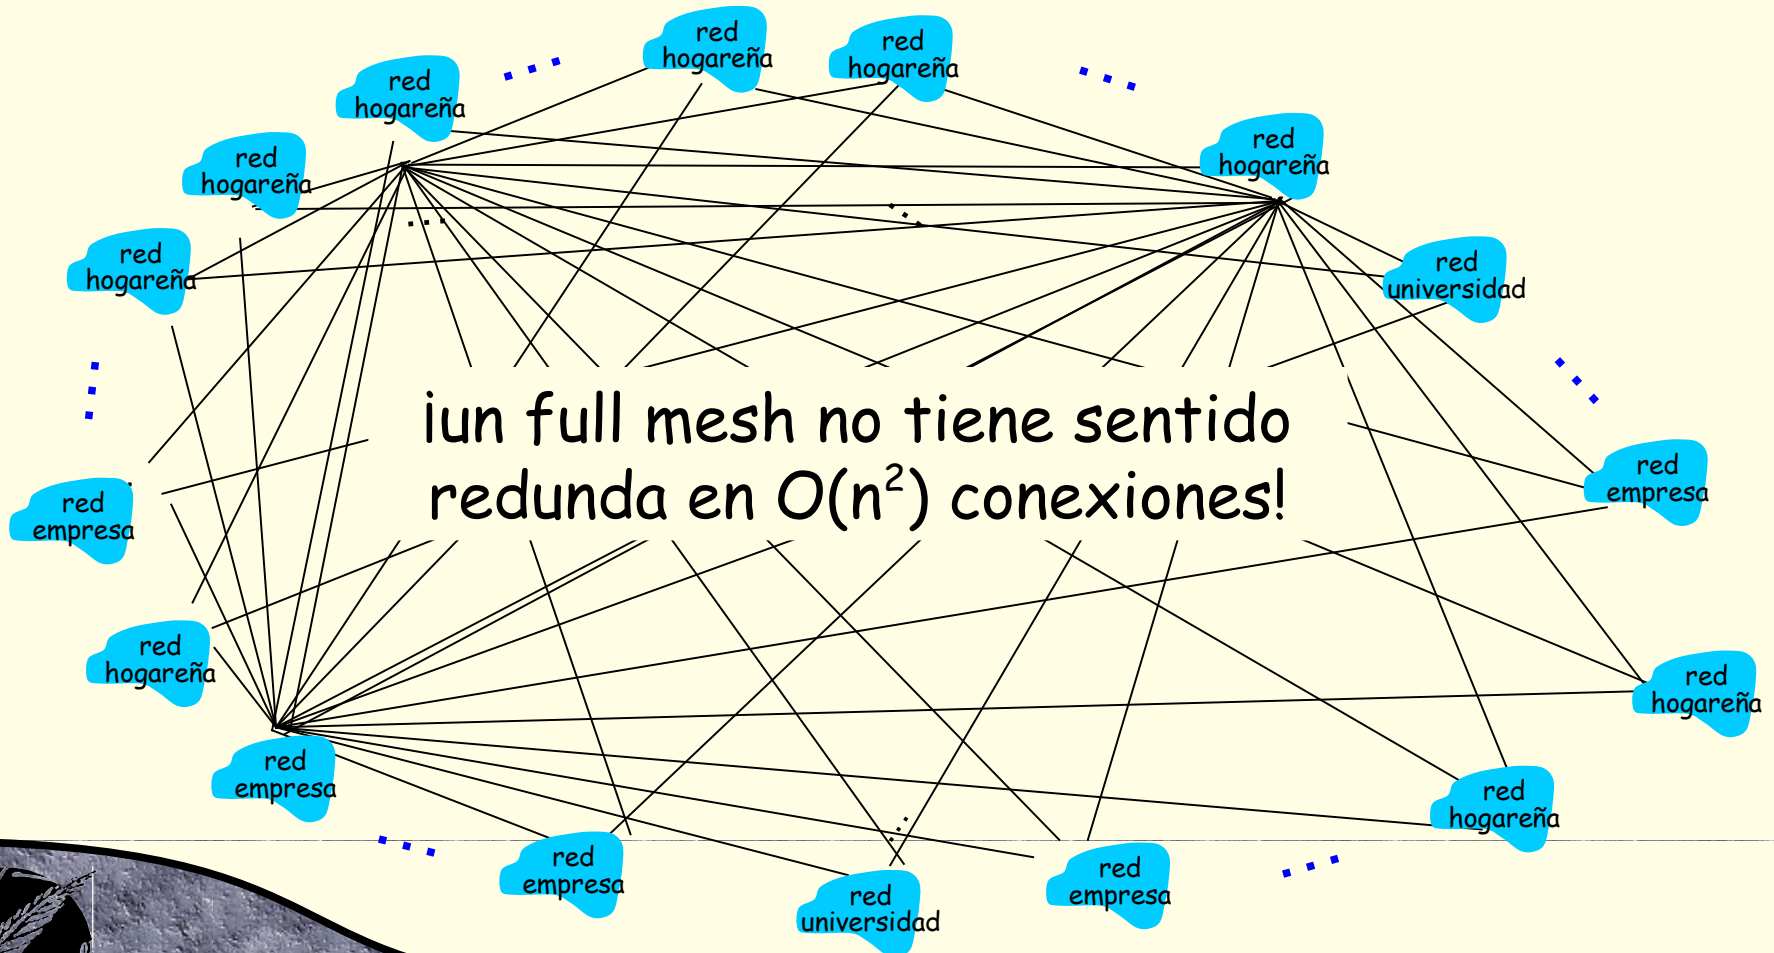 red
hogareña
red
hogareña
red
hogareña
red
hogareña
red
hogareña
red
hogareña
red
universidad
¡un full mesh no tiene sentido
redunda en O(n²) conexiones!
red
empresa
red
empresa
red
hogareña
red
hogareña
red
empresa
red
hogareña
red
empresa
red
universidad
red
empresa